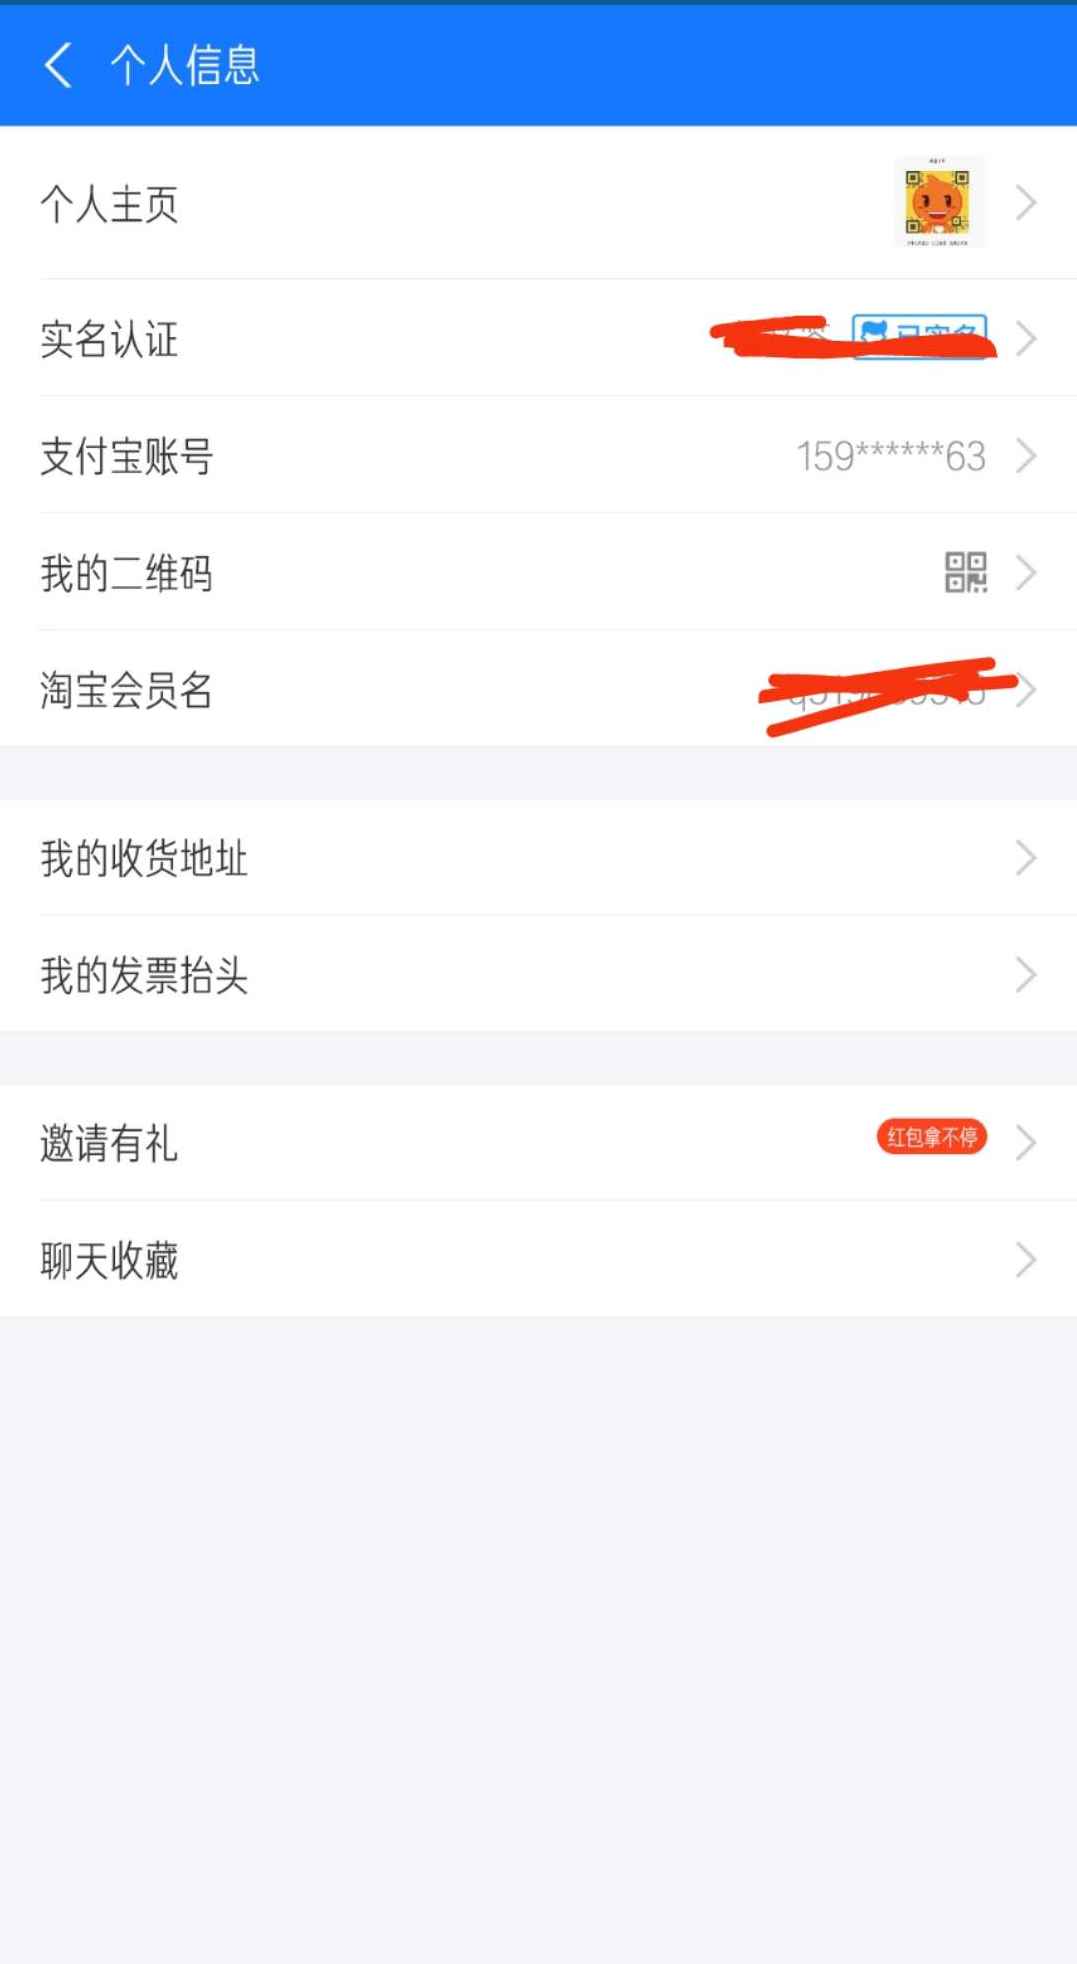 个人信息
个人主页
实名认证
支付宝账号 159******63
我的二维码
淘宝会员名
我的收货地址
我的发票抬头
邀请有礼 红包拿不停
聊天收藏